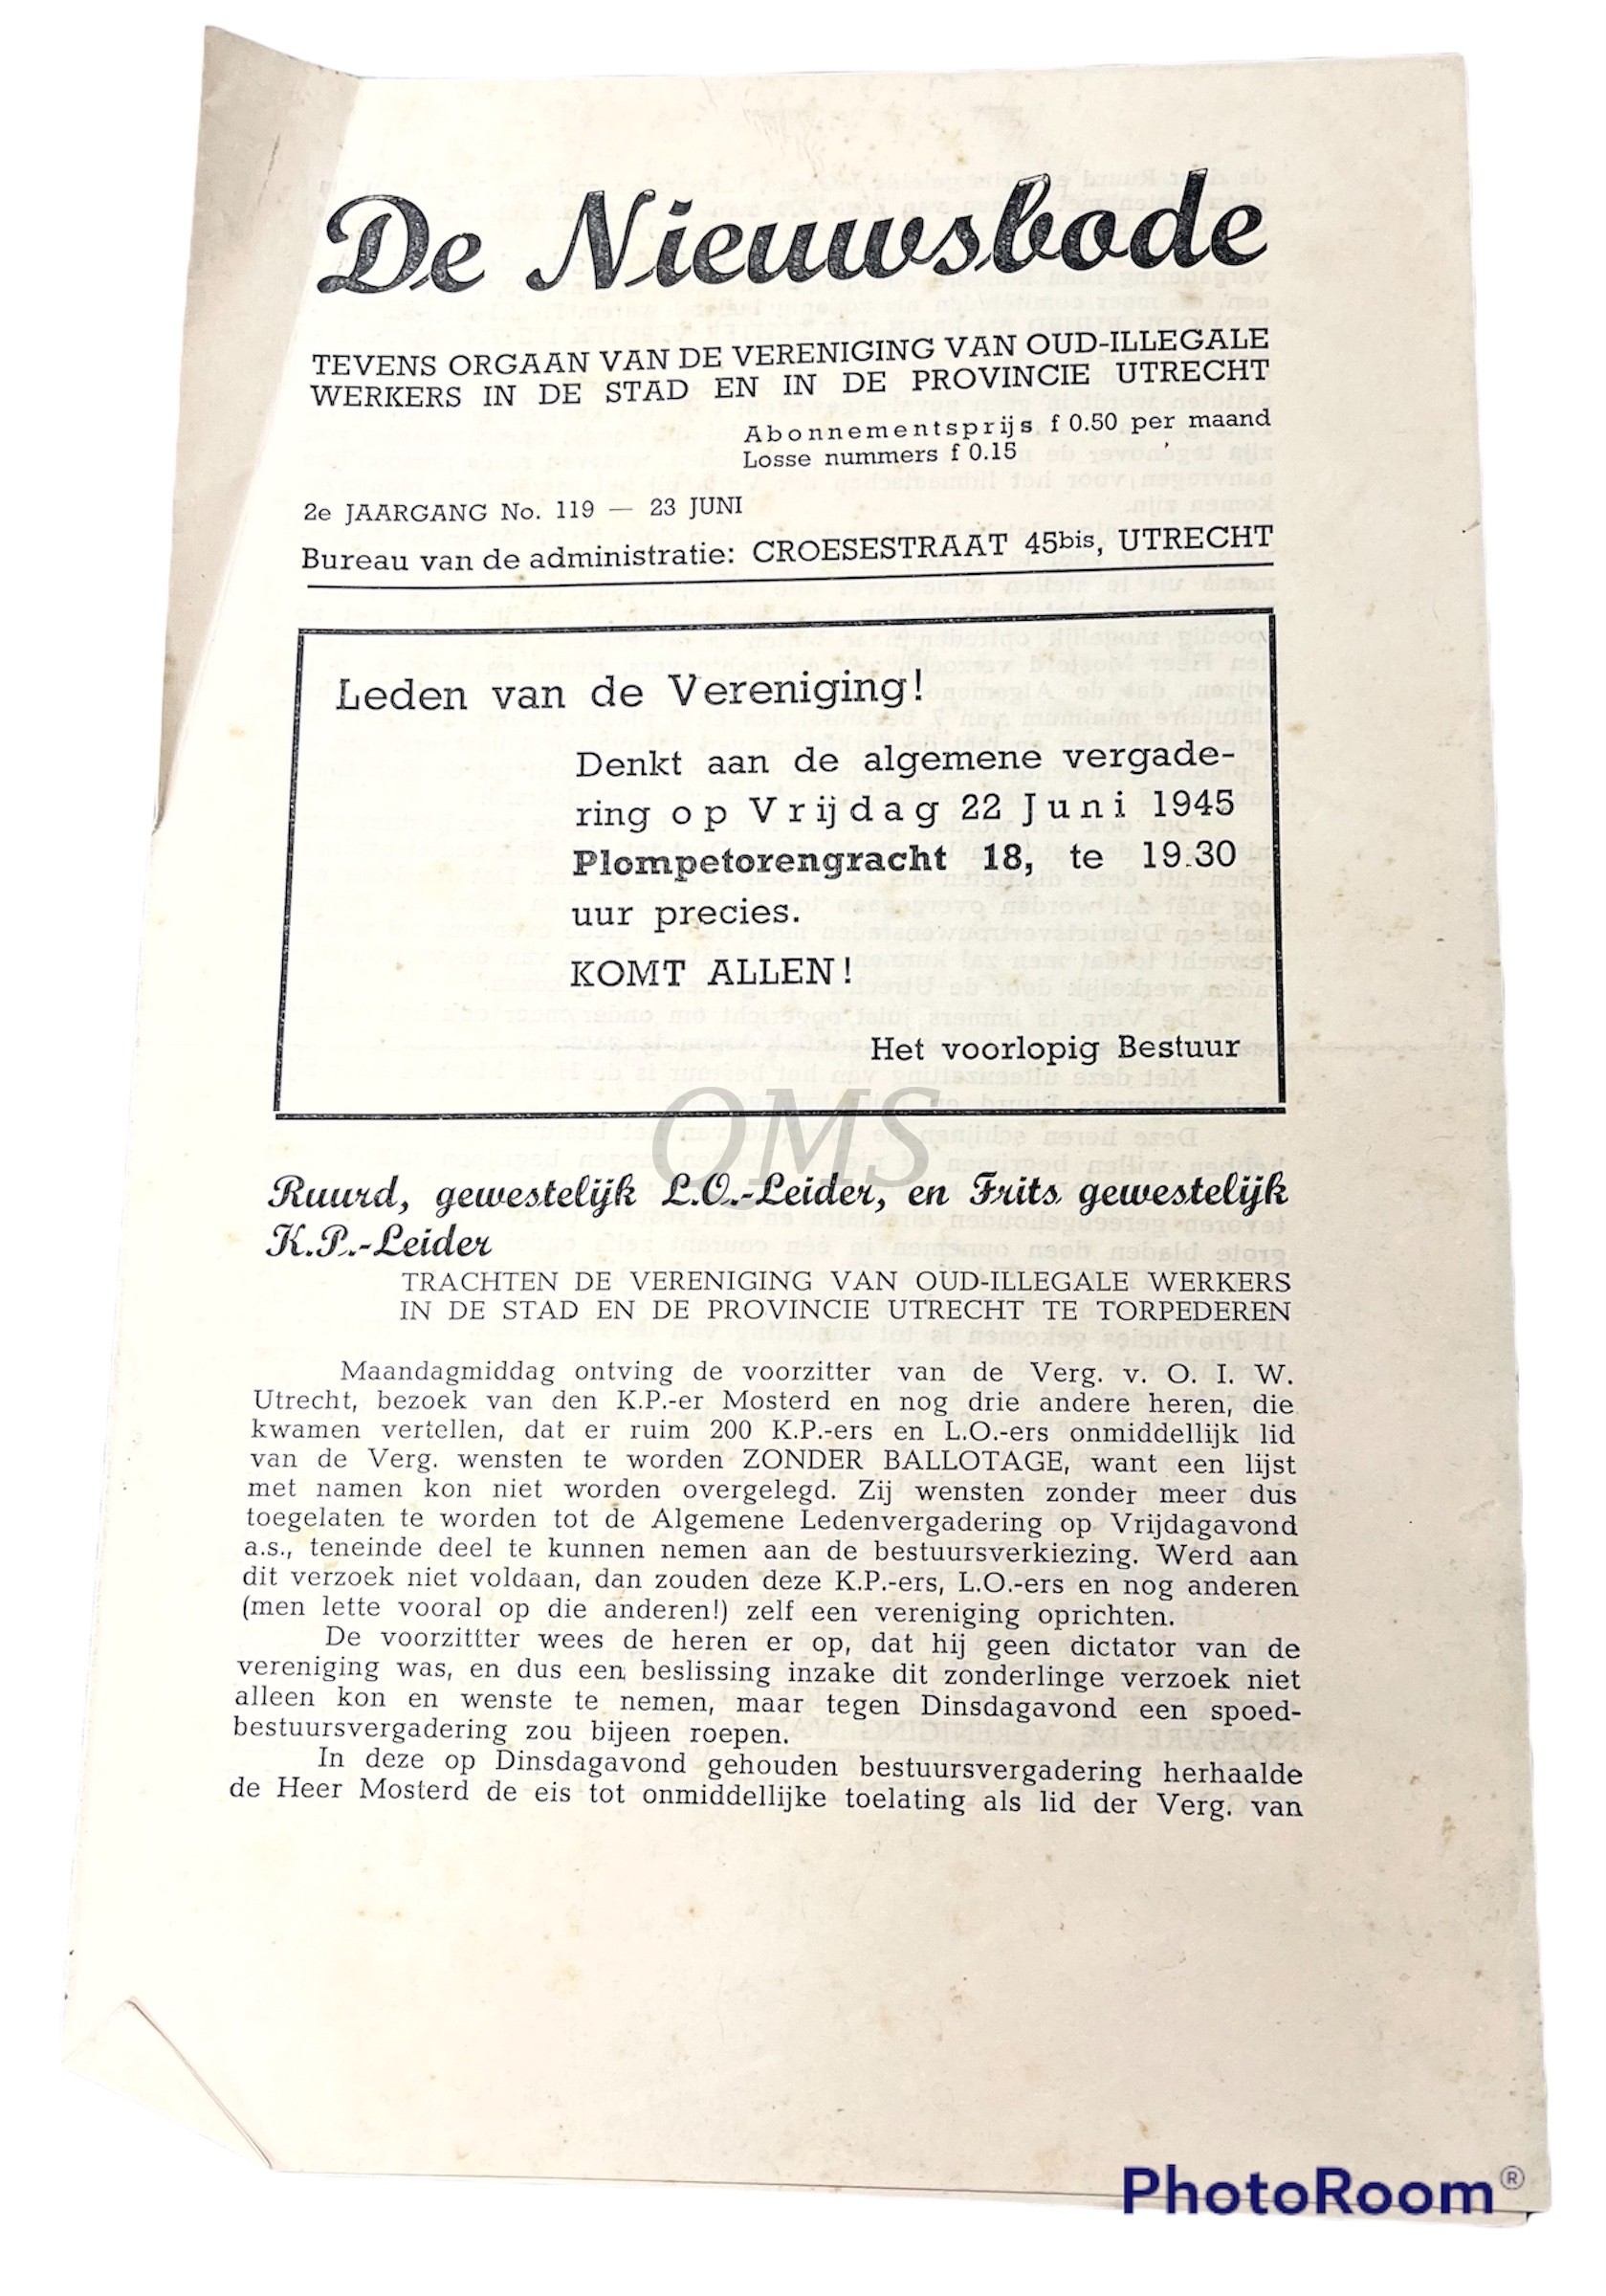 De Nieuwsbode
TEVENS ORGAAN VAN DE VERENIGING VAN OUD-ILLEGALE
WERKERS IN DE STAD EN IN DE PROVINCIE UTRECHT
Abonnementsprijs f 0.50 per maand
Losse nummers f 0.15
2e JAARGANG No. 119 — 23 JUNI
Bureau van de administratie: CROESESTRAAT 45bis, UTRECHT
Leden van de Vereniging!
Denkt aan de algemene vergade-
ring op Vrijdag 22 Juni 1945
Plompetorengracht 18, te 19.30
uur precies.
KOMT ALLEN!
Het voorlopig Bestuur
QMS
Ruurd, gewestelijk L.O.-Leider, en Frits gewestelijk
K.P.-Leider
TRACHTEN DE VERENIGING VAN OUD-ILLEGALE WERKERS
IN DE STAD EN DE PROVINCIE UTRECHT TE TORPEDEREN
Maandagmiddag ontving de voorzitter van de Verg. v. O. I. W.
Utrecht, bezoek van den K.P.-er Mosterd en nog drie andere heren, die
kwamen vertellen, dat er ruim 200 K.P.-ers en L.O.-ers onmiddellijk lid
van de Verg. wensten te worden ZONDER BALLOTAGE, want een lijst
met namen kon niet worden overgelegd. Zij wensten zonder meer dus
toegelaten te worden tot de Algemene Ledenvergadering op Vrijdagavond
a.s., teneinde deel te kunnen nemen aan de bestuursverkiezing. Werd aan
dit verzoek niet voldaan, dan zouden deze K.P.-ers, L.O.-ers en nog anderen
(men lette vooral op die anderen!) zelf een vereniging oprichten.
De voorzittter wees de heren er op, dat hij geen dictator van de
vereniging was, en dus een beslissing inzake dit zonderlinge verzoek niet
alleen kon en wenste te nemen, maar tegen Dinsdagavond een spoed-
bestuursvergadering zou bijeen roepen.
In deze op Dinsdagavond gehouden bestuursvergadering herhaalde
de Heer Mosterd de eis tot onmiddellijke toelating als lid der Verg. van
PhotoRoom®